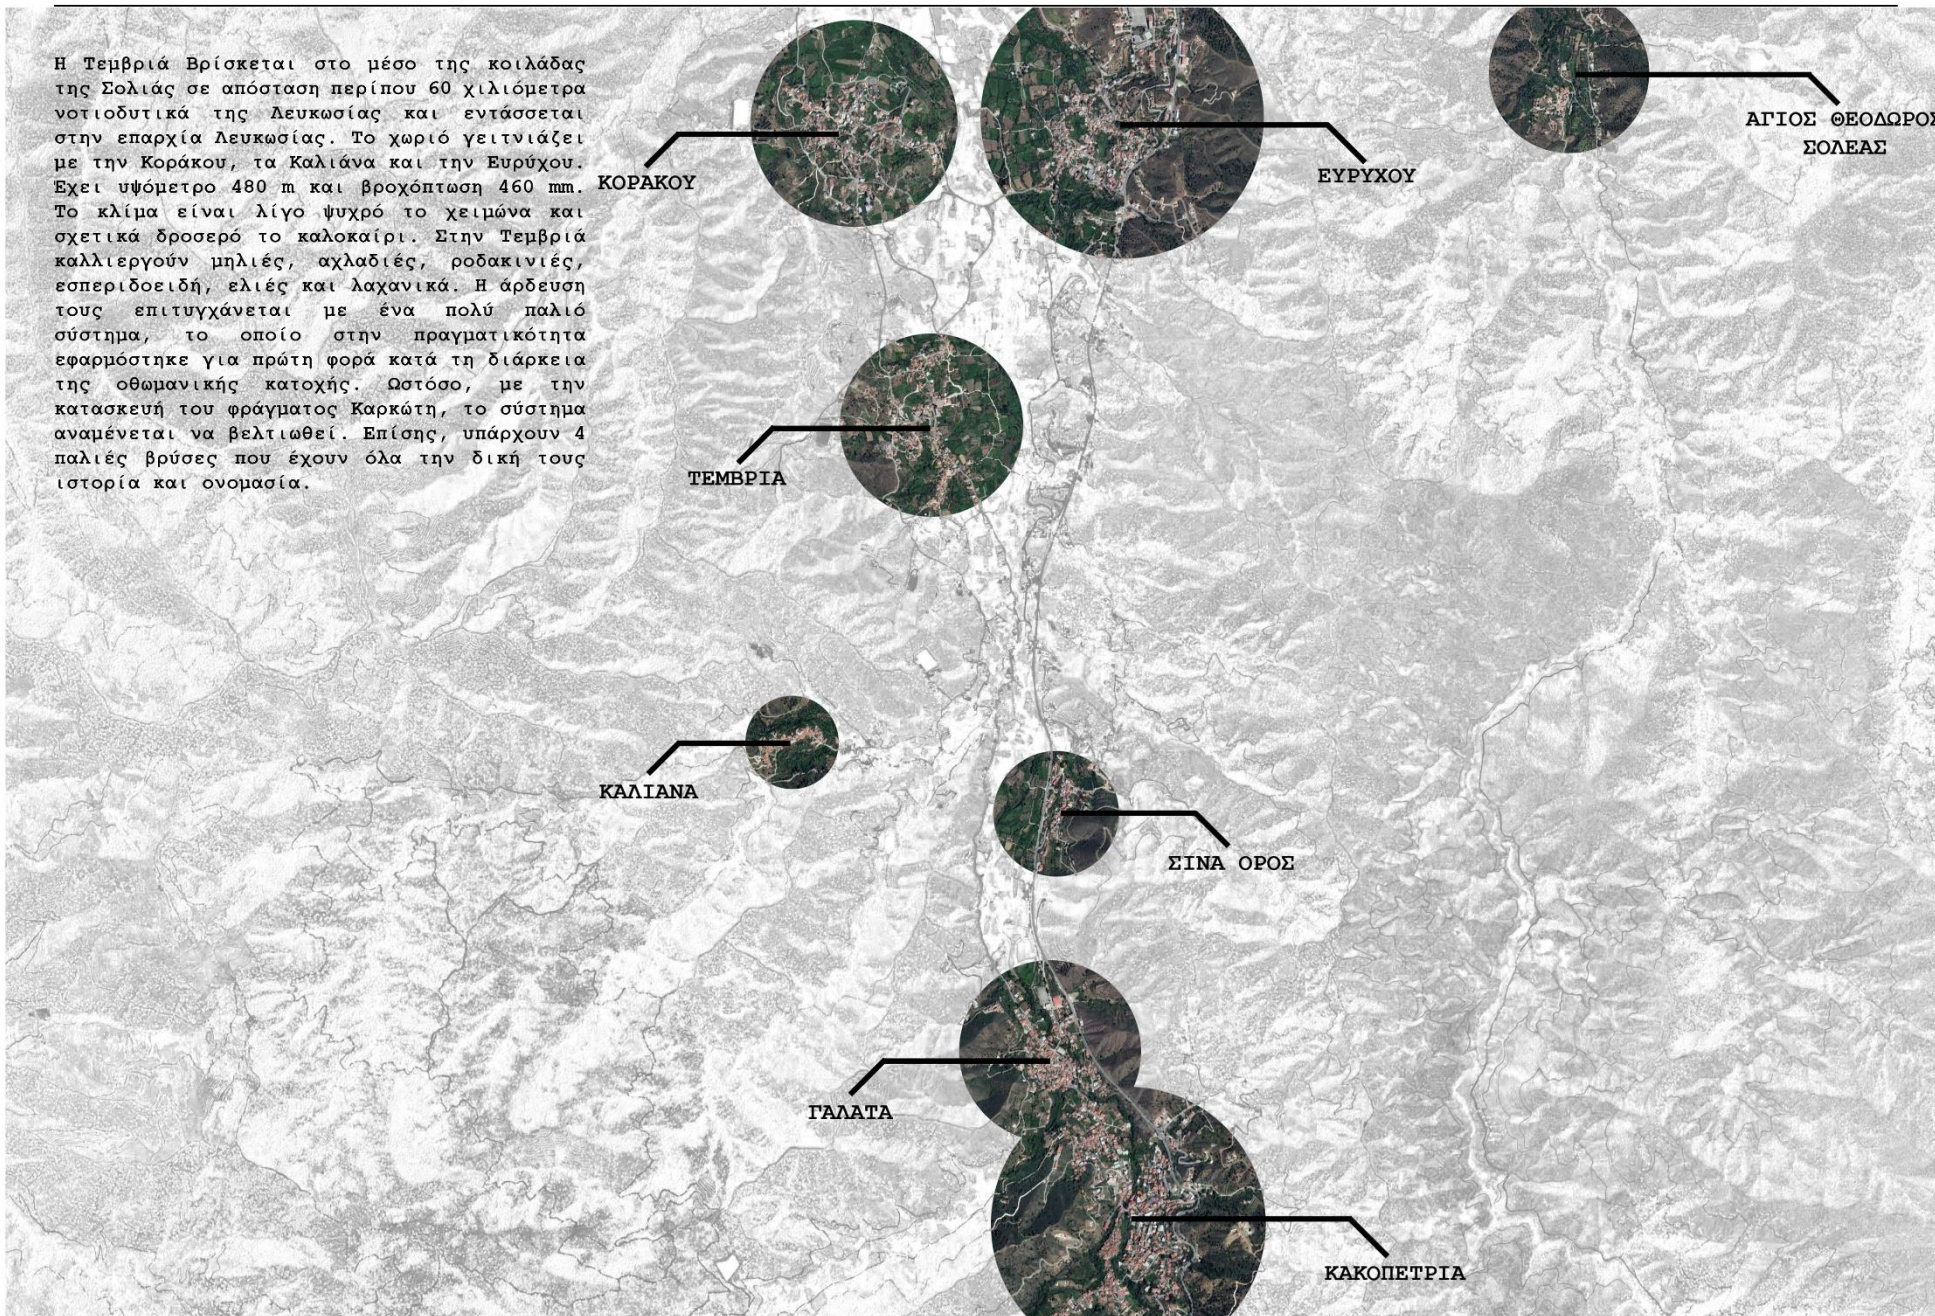 Η Τεμβριά Βρίσκεται στο μέσο της κοιλάδας
της Σολιάς σε απόσταση περίπου 60 χιλιόμετρα
νοτιοδυτικά της Λευκωσίας και εντάσσεται
στην επαρχία Λευκωσίας. Το χωριό γειτνιάζει
με την Κοράκου, τα Καλιάνα και την Ευρύχου.
Έχει υψόμετρο 480 m και βροχόπτωση 460 mm.
Το κλίμα είναι λίγο ψυχρό το χειμώνα και
σχετικά δροσερό το καλοκαίρι. Στην Τεμβριά
καλλιεργούν μηλιές, αχλαδιές, ροδακινιές,
εσπεριδοειδή, ελιές και λαχανικά. Η άρδευση
τους επιτυγχάνεται με ένα πολύ παλιό
σύστημα, το οποίο στην πραγματικότητα
εφαρμόστηκε για πρώτη φορά κατά τη διάρκεια
της οθωμανικής κατοχής. Ωστόσο, με την
κατασκευή του φράγματος Καρκώτη, το σύστημα
αναμένεται να βελτιωθεί. Επίσης, υπάρχουν 4
παλιές βρύσες που έχουν όλα την δική τους
ιστορία και ονομασία.
ΚΟΡΑΚΟΥ
ΕΥΡΥΧΟΥ
ΑΓΙΟΣ ΘΕΟΔΩΡΟΣ
ΣΟΛΕΑΣ
ΤΕΜΒΡΙΑ
ΚΑΛΙΑΝΑ
ΣΙΝΑ ΟΡΟΣ
ΓΑΛΑΤΑ
ΚΑΚΟΠΕΤΡΙΑ